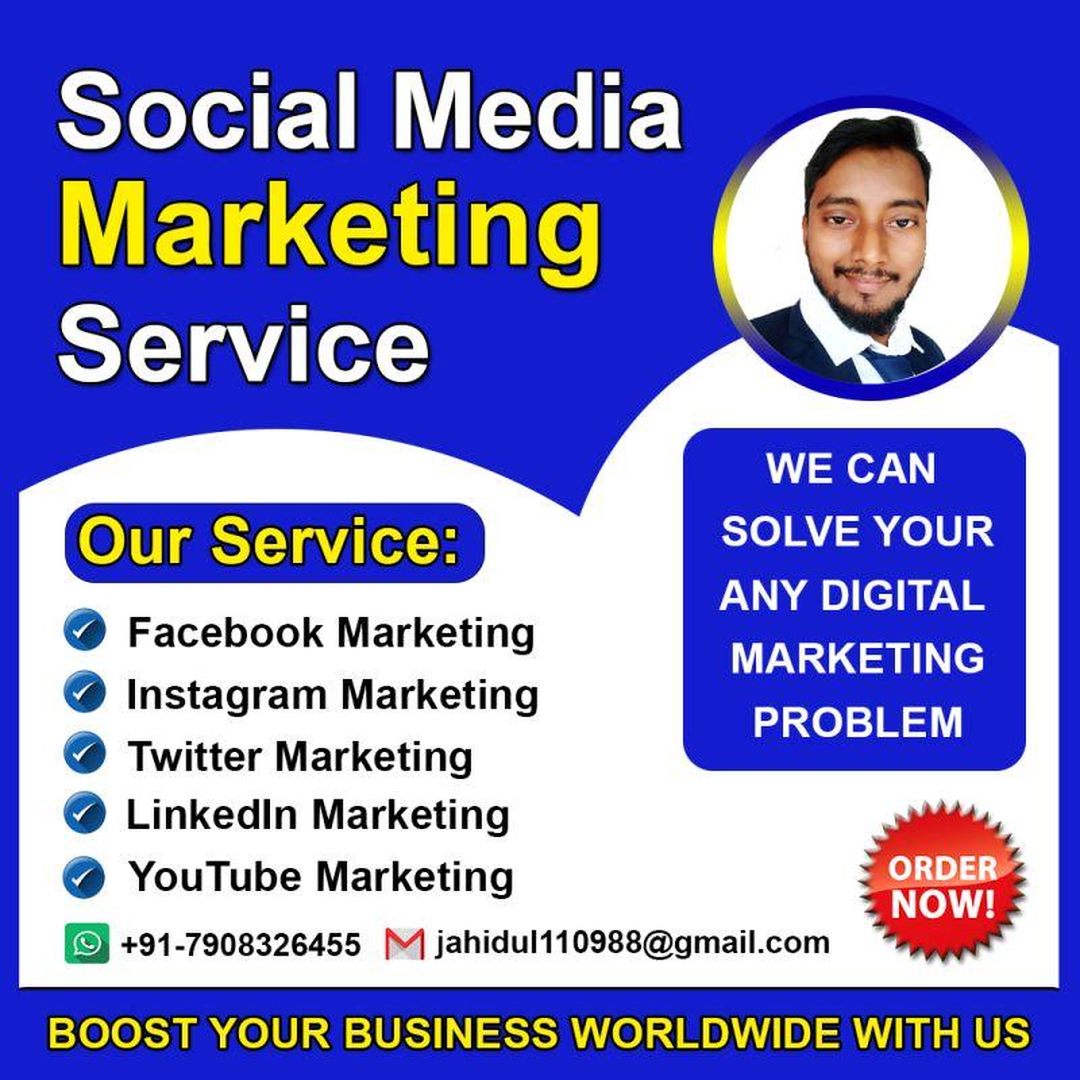 Social Media
Marketing
Service
WE CAN
SOLVE YOUR
ANY DIGITAL
MARKETING
PROBLEM
Our Service:
Facebook Marketing
Instagram Marketing
Twitter Marketing
LinkedIn Marketing
YouTube Marketing
ORDER
NOW!
+91-7908326455 jahidul110988@gmail.com
BOOST YOUR BUSINESS WORLDWIDE WITH US